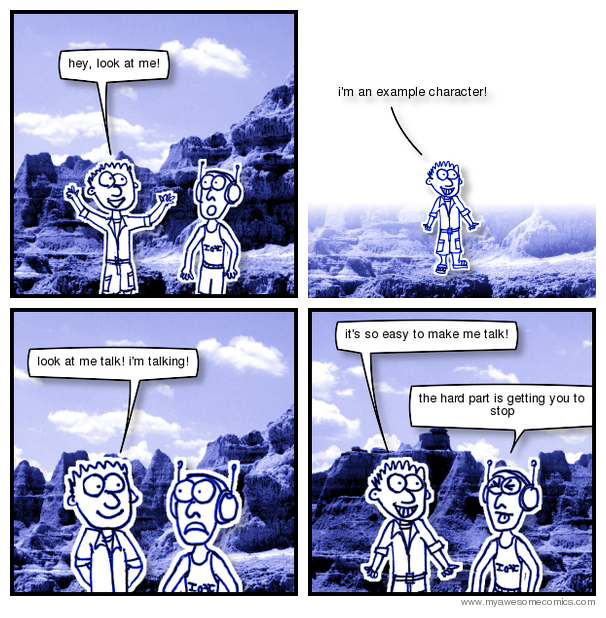 hey, look at me!
i'm an example character!
look at me talk! i'm talking!
it's so easy to make me talk!
the hard part is getting you to
stop
www.myawesomecomics.com